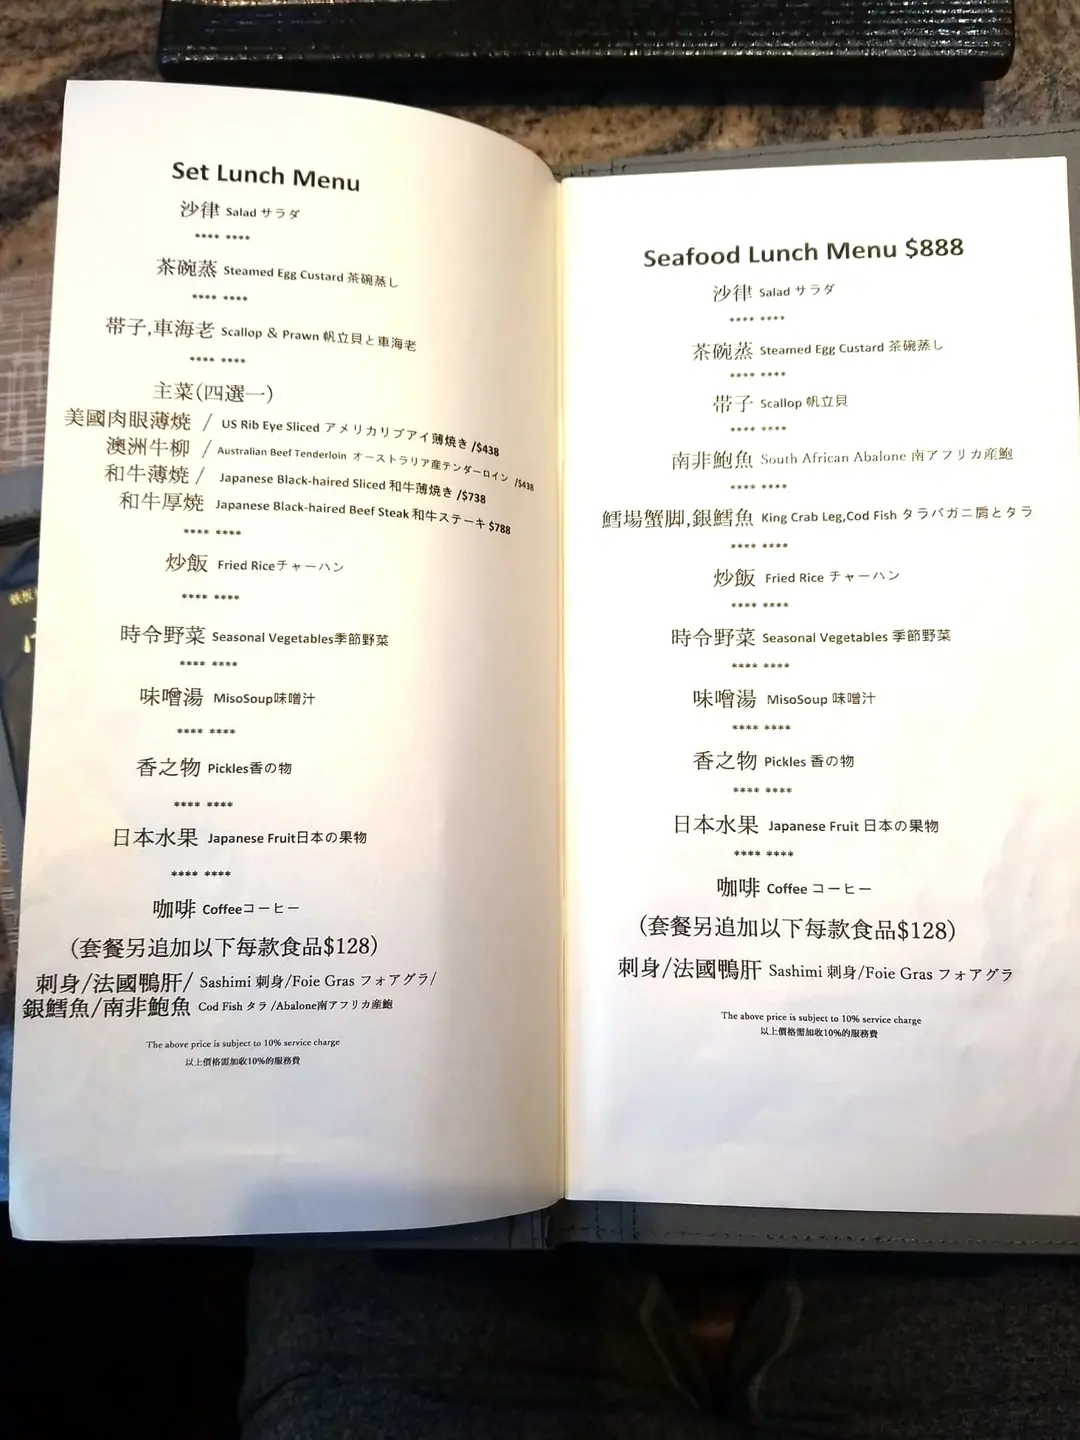 Set Lunch Menu
沙律 Salad サラダ
**** ****
茶碗蒸 Steamed Egg Custard 茶碗蒸し
**** ****
帯子,車海老 Scallop & Prawn 帆立貝と車海老
**** ****
主菜(四選一)
美國肉眼薄燒 / US Rib Eye Sliced アメリカリブアイ薄焼き /$438
澳洲牛柳 / Australian Beef Tenderloin オーストラリア産テンダーロイン /$438
和牛薄燒 / Japanese Black-haired Sliced 和牛薄焼き /$738
和牛厚燒 Japanese Black-haired Beef Steak 和牛ステーキ $788
**** ****
炒飯 Fried Riceチャーハン
**** ****
時令野菜 Seasonal Vegetables季節野菜
**** ****
味噌湯 MisoSoup味噌汁
**** ****
香之物 Pickles香の物
**** ****
日本水果 Japanese Fruit日本の果物
**** ****
咖啡 Coffeeコーヒー
(套餐另追加以下每款食品$128)
刺身/法國鴨肝/ Sashimi 刺身/Foie Gras フォアグラ/
銀鱈魚/南非鮑魚 Cod Fish タラ /Abalone南アフリカ産鮑
The above price is subject to 10% service charge
以上價格需加收10%的服務費
Seafood Lunch Menu $888
沙律 Salad サラダ
**** ****
茶碗蒸 Steamed Egg Custard 茶碗蒸し
**** ****
帯子 Scallop 帆立貝
**** ****
南非鮑魚 South African Abalone 南アフリカ産鮑
**** ****
鱈場蟹脚,銀鱈魚 King Crab Leg,Cod Fish タラバガニ肩とタラ
**** ****
炒飯 Fried Rice チャーハン
**** ****
時令野菜 Seasonal Vegetables 季節野菜
**** ****
味噌湯 MisoSoup 味噌汁
**** ****
香之物 Pickles 香の物
**** ****
日本水果 Japanese Fruit 日本の果物
**** ****
咖啡 Coffee コーヒー
(套餐另追加以下每款食品$128)
刺身/法國鴨肝 Sashimi 刺身/Foie Gras フォアグラ
The above price is subject to 10% service charge
以上價格需加收10%的服務費